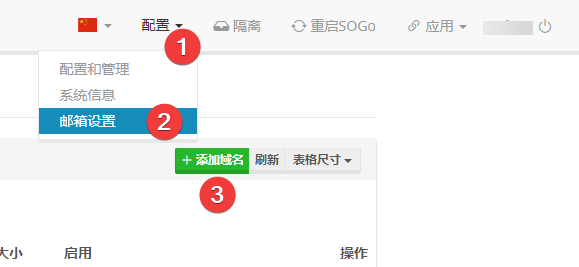 配置 隔离 重启SOGo 应用
1
配置和管理
系统信息
邮箱设置 2
+ 添加域名 刷新 表格尺寸
3
大小 启用 操作